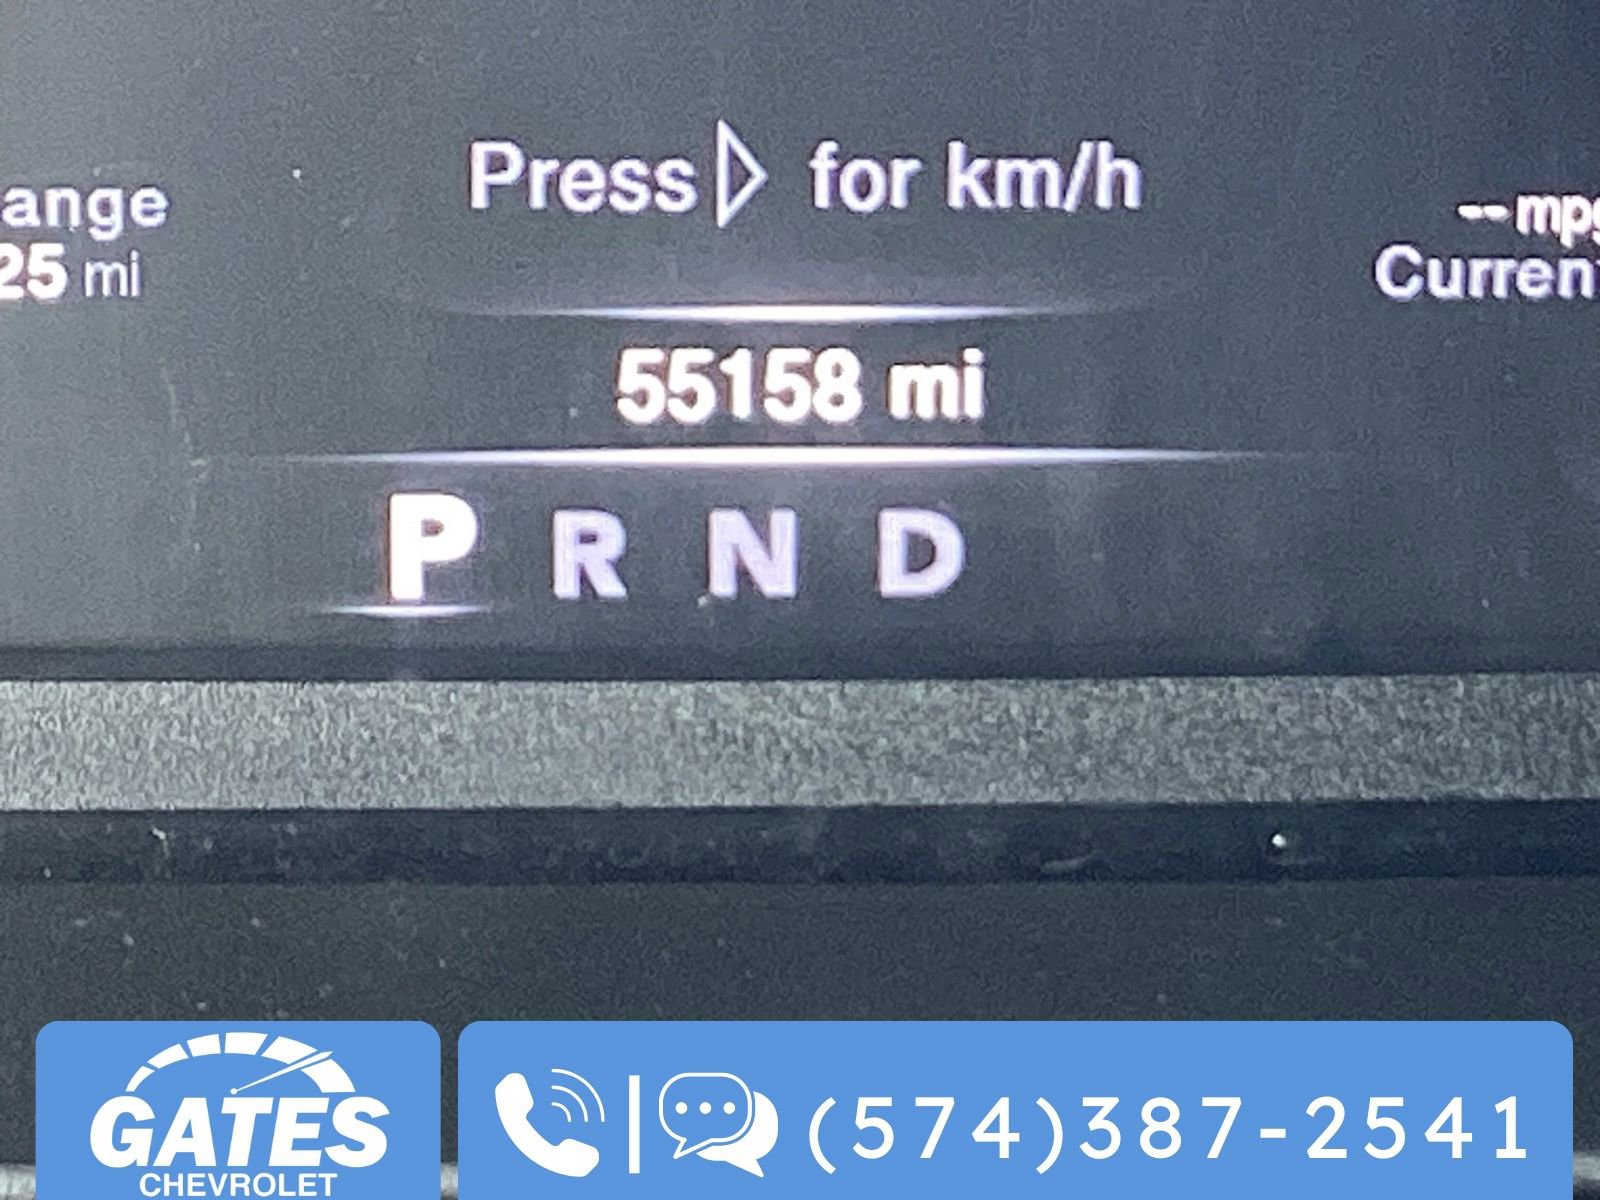 Press ▷ for km/h
ange
25 mi
--mpg
Current
55158 mi
P R N D
GATES
CHEVROLET
(574)387-2541